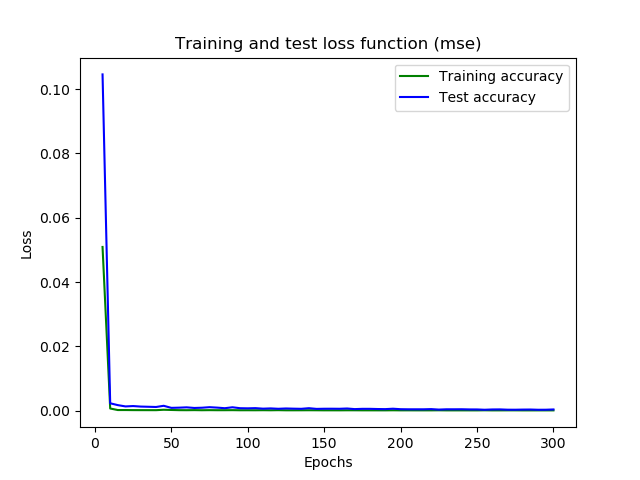 Training and test loss function (mse)
Training accuracy
Test accuracy
0.10
0.08
0.06
0.04
0.02
0.00
Loss
0
50
100
150
200
250
300
Epochs